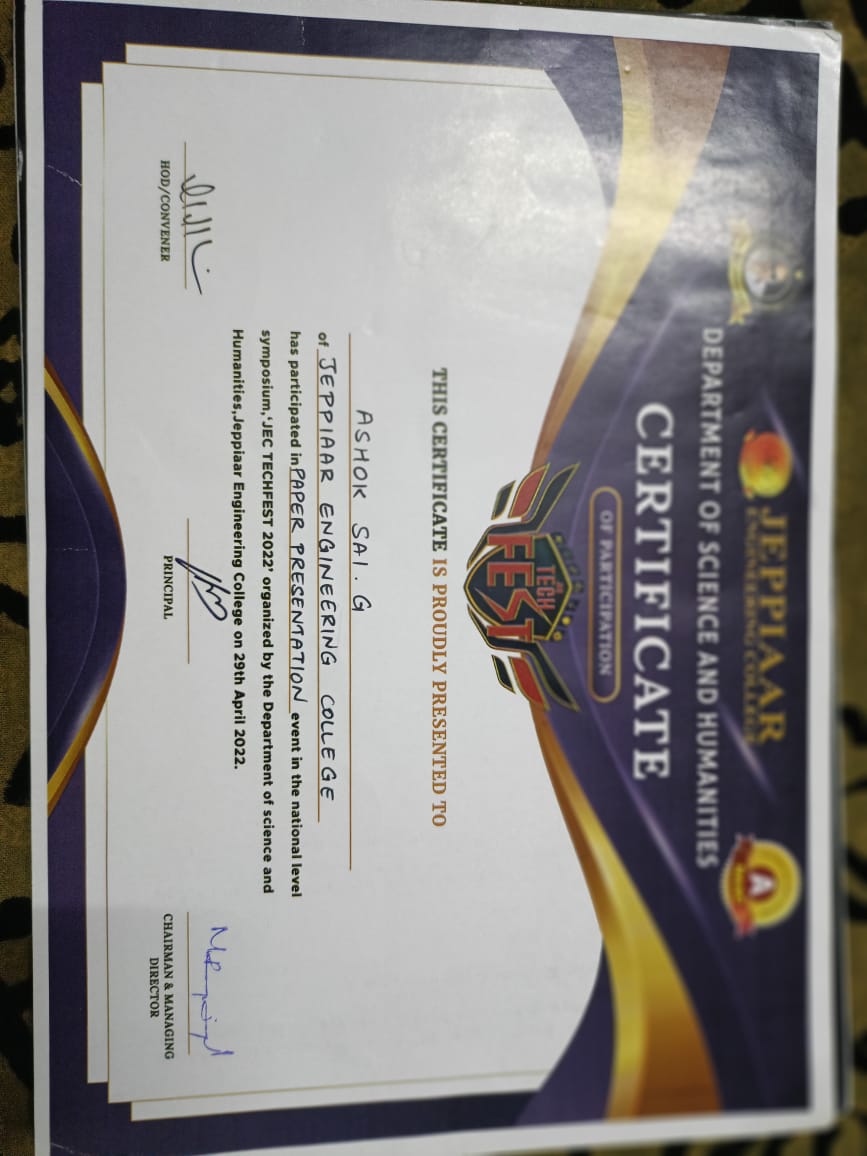 JEPPIAAR
ENGINEERING COLLEGE
DEPARTMENT OF SCIENCE AND HUMANITIES
CERTIFICATE
OF PARTICIPATION
TECH
FEST
THIS CERTIFICATE IS PROUDLY PRESENTED TO
ASHOK SAI. G
of JEPPIAAR ENGINEERING COLLEGE
has participated in PAPER PRESENTATION event in the national level
symposium,‘JEC TECHFEST 2022’ organized by the Department of science and
Humanities,Jeppiaar Engineering College on 29th April 2022.
HOD/CONVENER
PRINCIPAL
CHAIRMAN & MANAGING
DIRECTOR